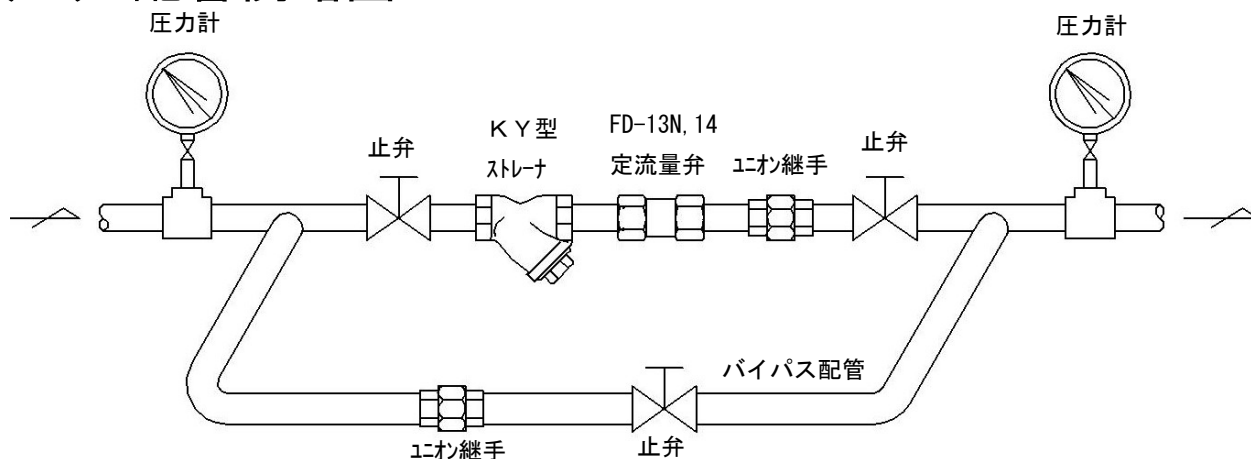 圧力計
圧力計
KY型
ストレーナ
FD-13N,14
定流量弁
止弁
ユニオン継手
止弁
バイパス配管
ユニオン継手
止弁